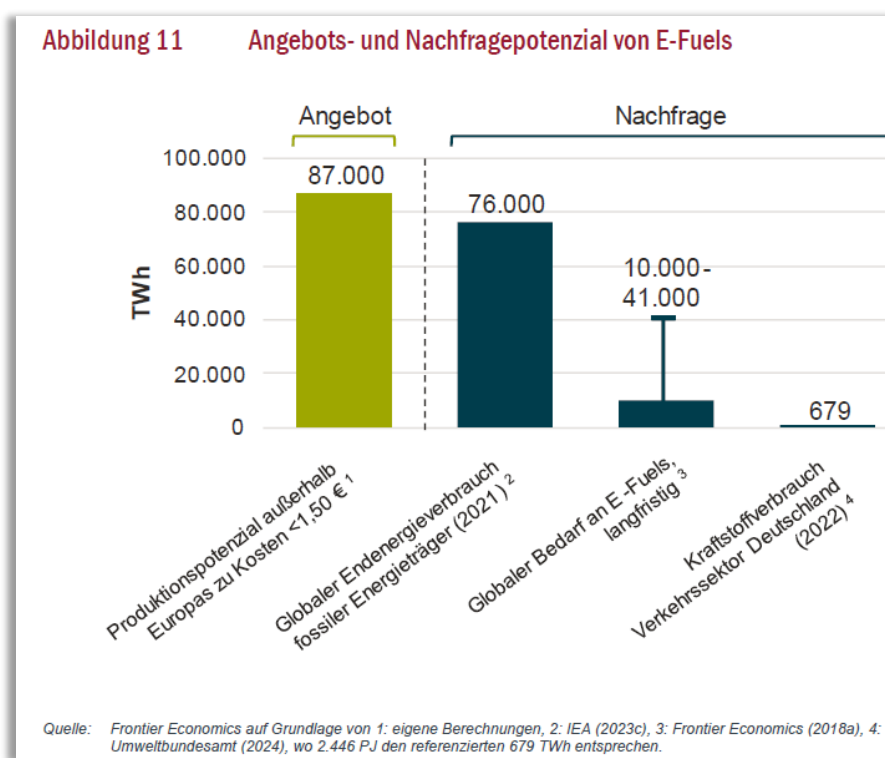 Abbildung 11 Angebots- und Nachfragepotenzial von E-Fuels
Angebot
Nachfrage
100.000
80.000
60.000
40.000
20.000
0
TWh
87.000
76.000
10.000-
41.000
679
Produktionspotenzial außerhalb
Europas zu Kosten <1,50 € 1
Globaler Endenergieverbrauch
fossiler Energieträger (2021) 2
Globaler Bedarf an E -Fuels,
langfristig 3
Kraftstoffverbrauch
Verkehrssektor Deutschland
(2022) 4
Quelle: Frontier Economics auf Grundlage von 1: eigene Berechnungen, 2: IEA (2023c), 3: Frontier Economics (2018a), 4:
Umweltbundesamt (2024), wo 2.446 PJ den referenzierten 679 TWh entsprechen.